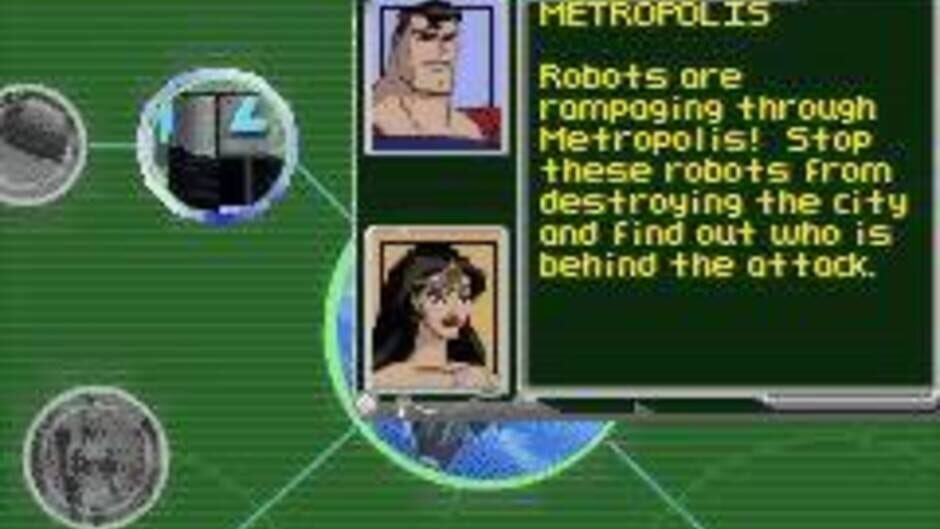 METROPOLIS
Robots are
rampaging through
Metropolis! Stop
these robots from
destroying the city
and find out who is
behind the attack.